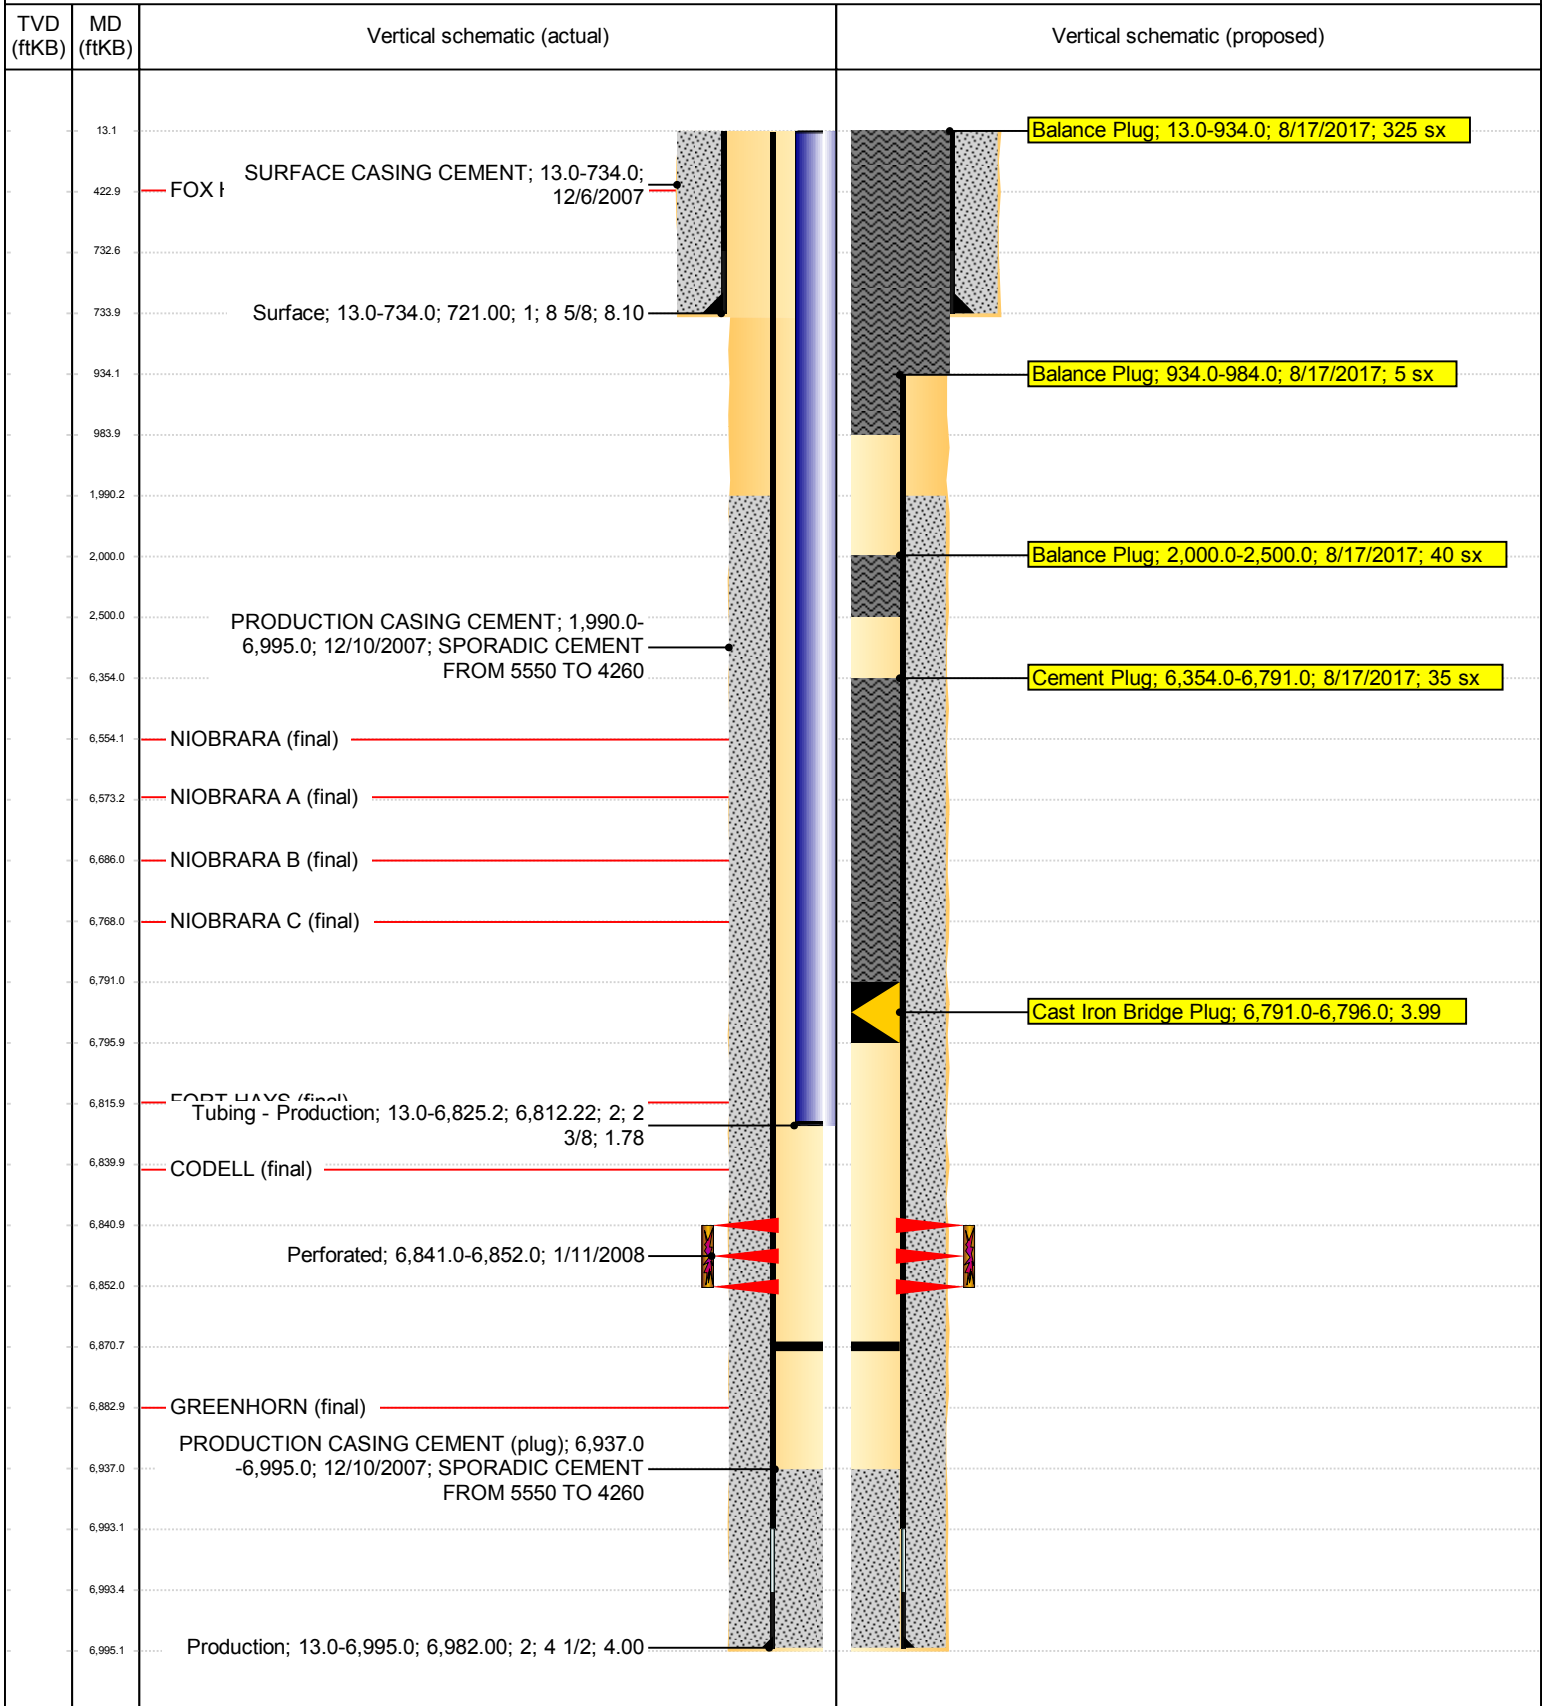 TVD
(ftKB)
MD
(ftKB)
Vertical schematic (actual)
Vertical schematic (proposed)
13.1
Balance Plug; 13.0-934.0; 8/17/2017; 325 sx
SURFACE CASING CEMENT; 13.0-734.0;
12/6/2007
422.9
FOX
732.6
733.9
Surface; 13.0-734.0; 721.00; 1; 8 5/8; 8.10
934.1
Balance Plug; 934.0-984.0; 8/17/2017; 5 sx
983.9
1,990.2
2,000.0
Balance Plug; 2,000.0-2,500.0; 8/17/2017; 40 sx
2,500.0
PRODUCTION CASING CEMENT; 1,990.0-
6,995.0; 12/10/2007; SPORADIC CEMENT
FROM 5550 TO 4260
6,354.0
Cement Plug; 6,354.0-6,791.0; 8/17/2017; 35 sx
6,554.1
NIOBRARA (final)
6,573.2
NIOBRARA A (final)
6,686.0
NIOBRARA B (final)
6,768.0
NIOBRARA C (final)
6,791.0
Cast Iron Bridge Plug; 6,791.0-6,796.0; 3.99
6,795.9
6,815.9
FORT HAYS (final)
Tubing - Production; 13.0-6,825.2; 6,812.22; 2; 2
3/8; 1.78
6,839.9
CODELL (final)
6,840.9
Perforated; 6,841.0-6,852.0; 1/11/2008
6,852.0
6,870.7
6,882.9
GREENHORN (final)
PRODUCTION CASING CEMENT (plug); 6,937.0
-6,995.0; 12/10/2007; SPORADIC CEMENT
FROM 5550 TO 4260
6,937.0
6,993.1
6,993.4
6,995.1
Production; 13.0-6,995.0; 6,982.00; 2; 4 1/2; 4.00